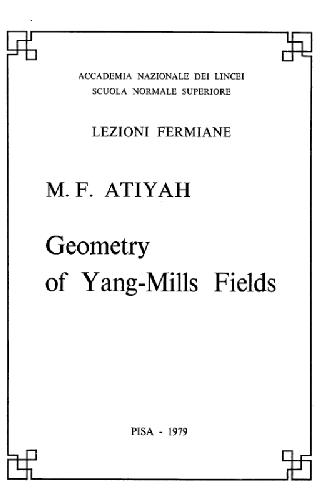 ACCADEMIA NAZIONALE DEI LINCEI
SCUOLA NORMALE SUPERIORE
LEZIONI FERMIANE
M. F. ATIYAH
Geometry
of Yang-Mills Fields
PISA - 1979